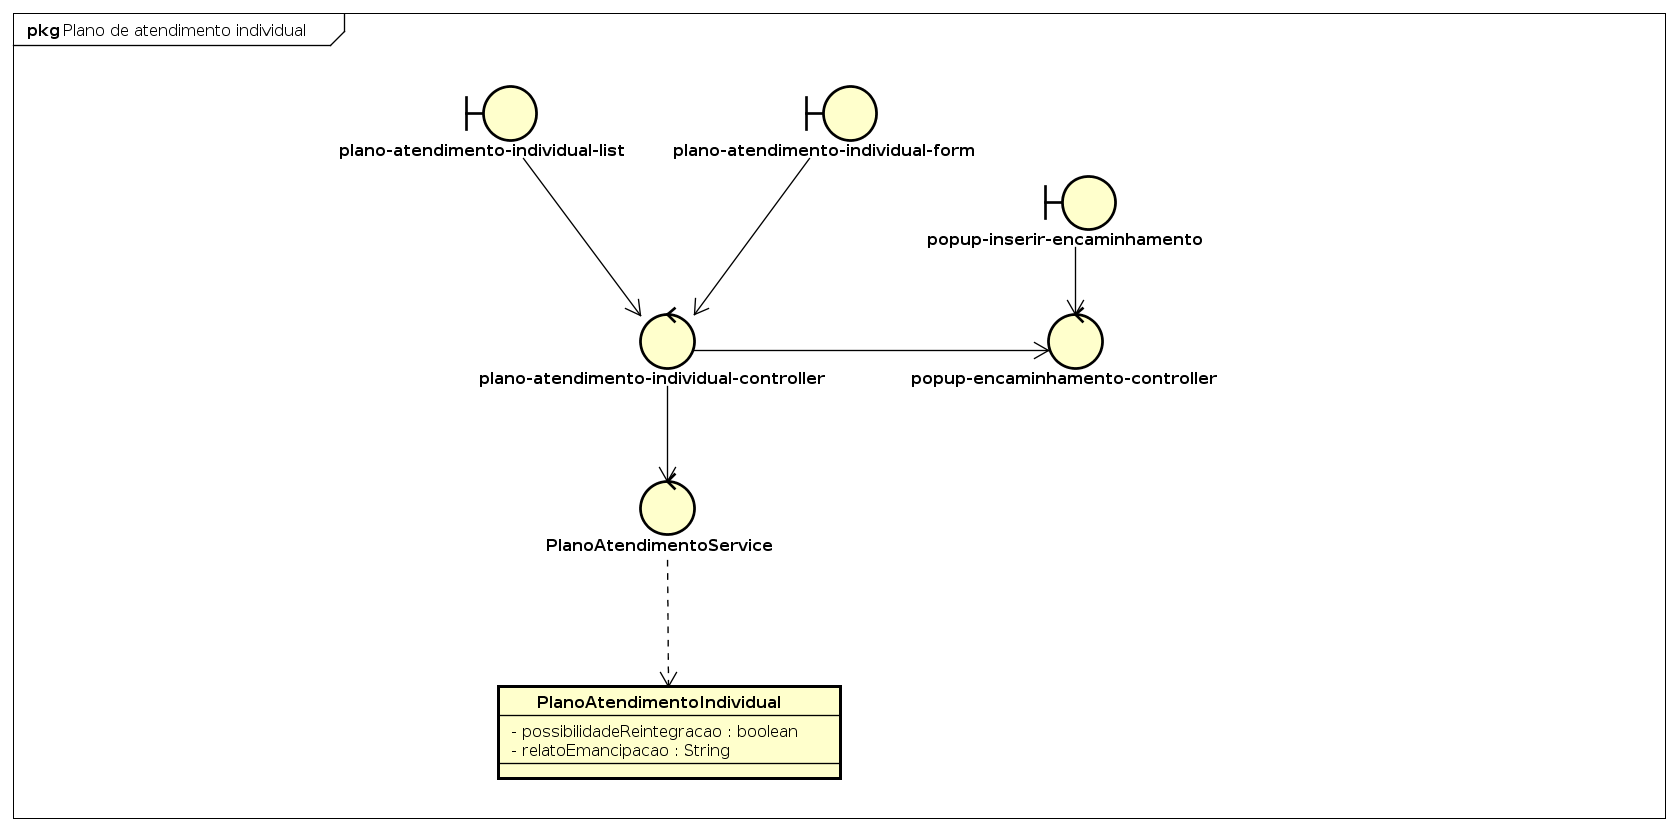 pkg Plano de atendimento individual
plano-atendimento-individual-list
plano-atendimento-individual-form
popup-inserir-encaminhamento
plano-atendimento-individual-controller
popup-encaminhamento-controller
PlanoAtendimentoService
PlanoAtendimentoIndividual
- possibilidadeReintegracao : boolean
- relatoEmancipacao : String